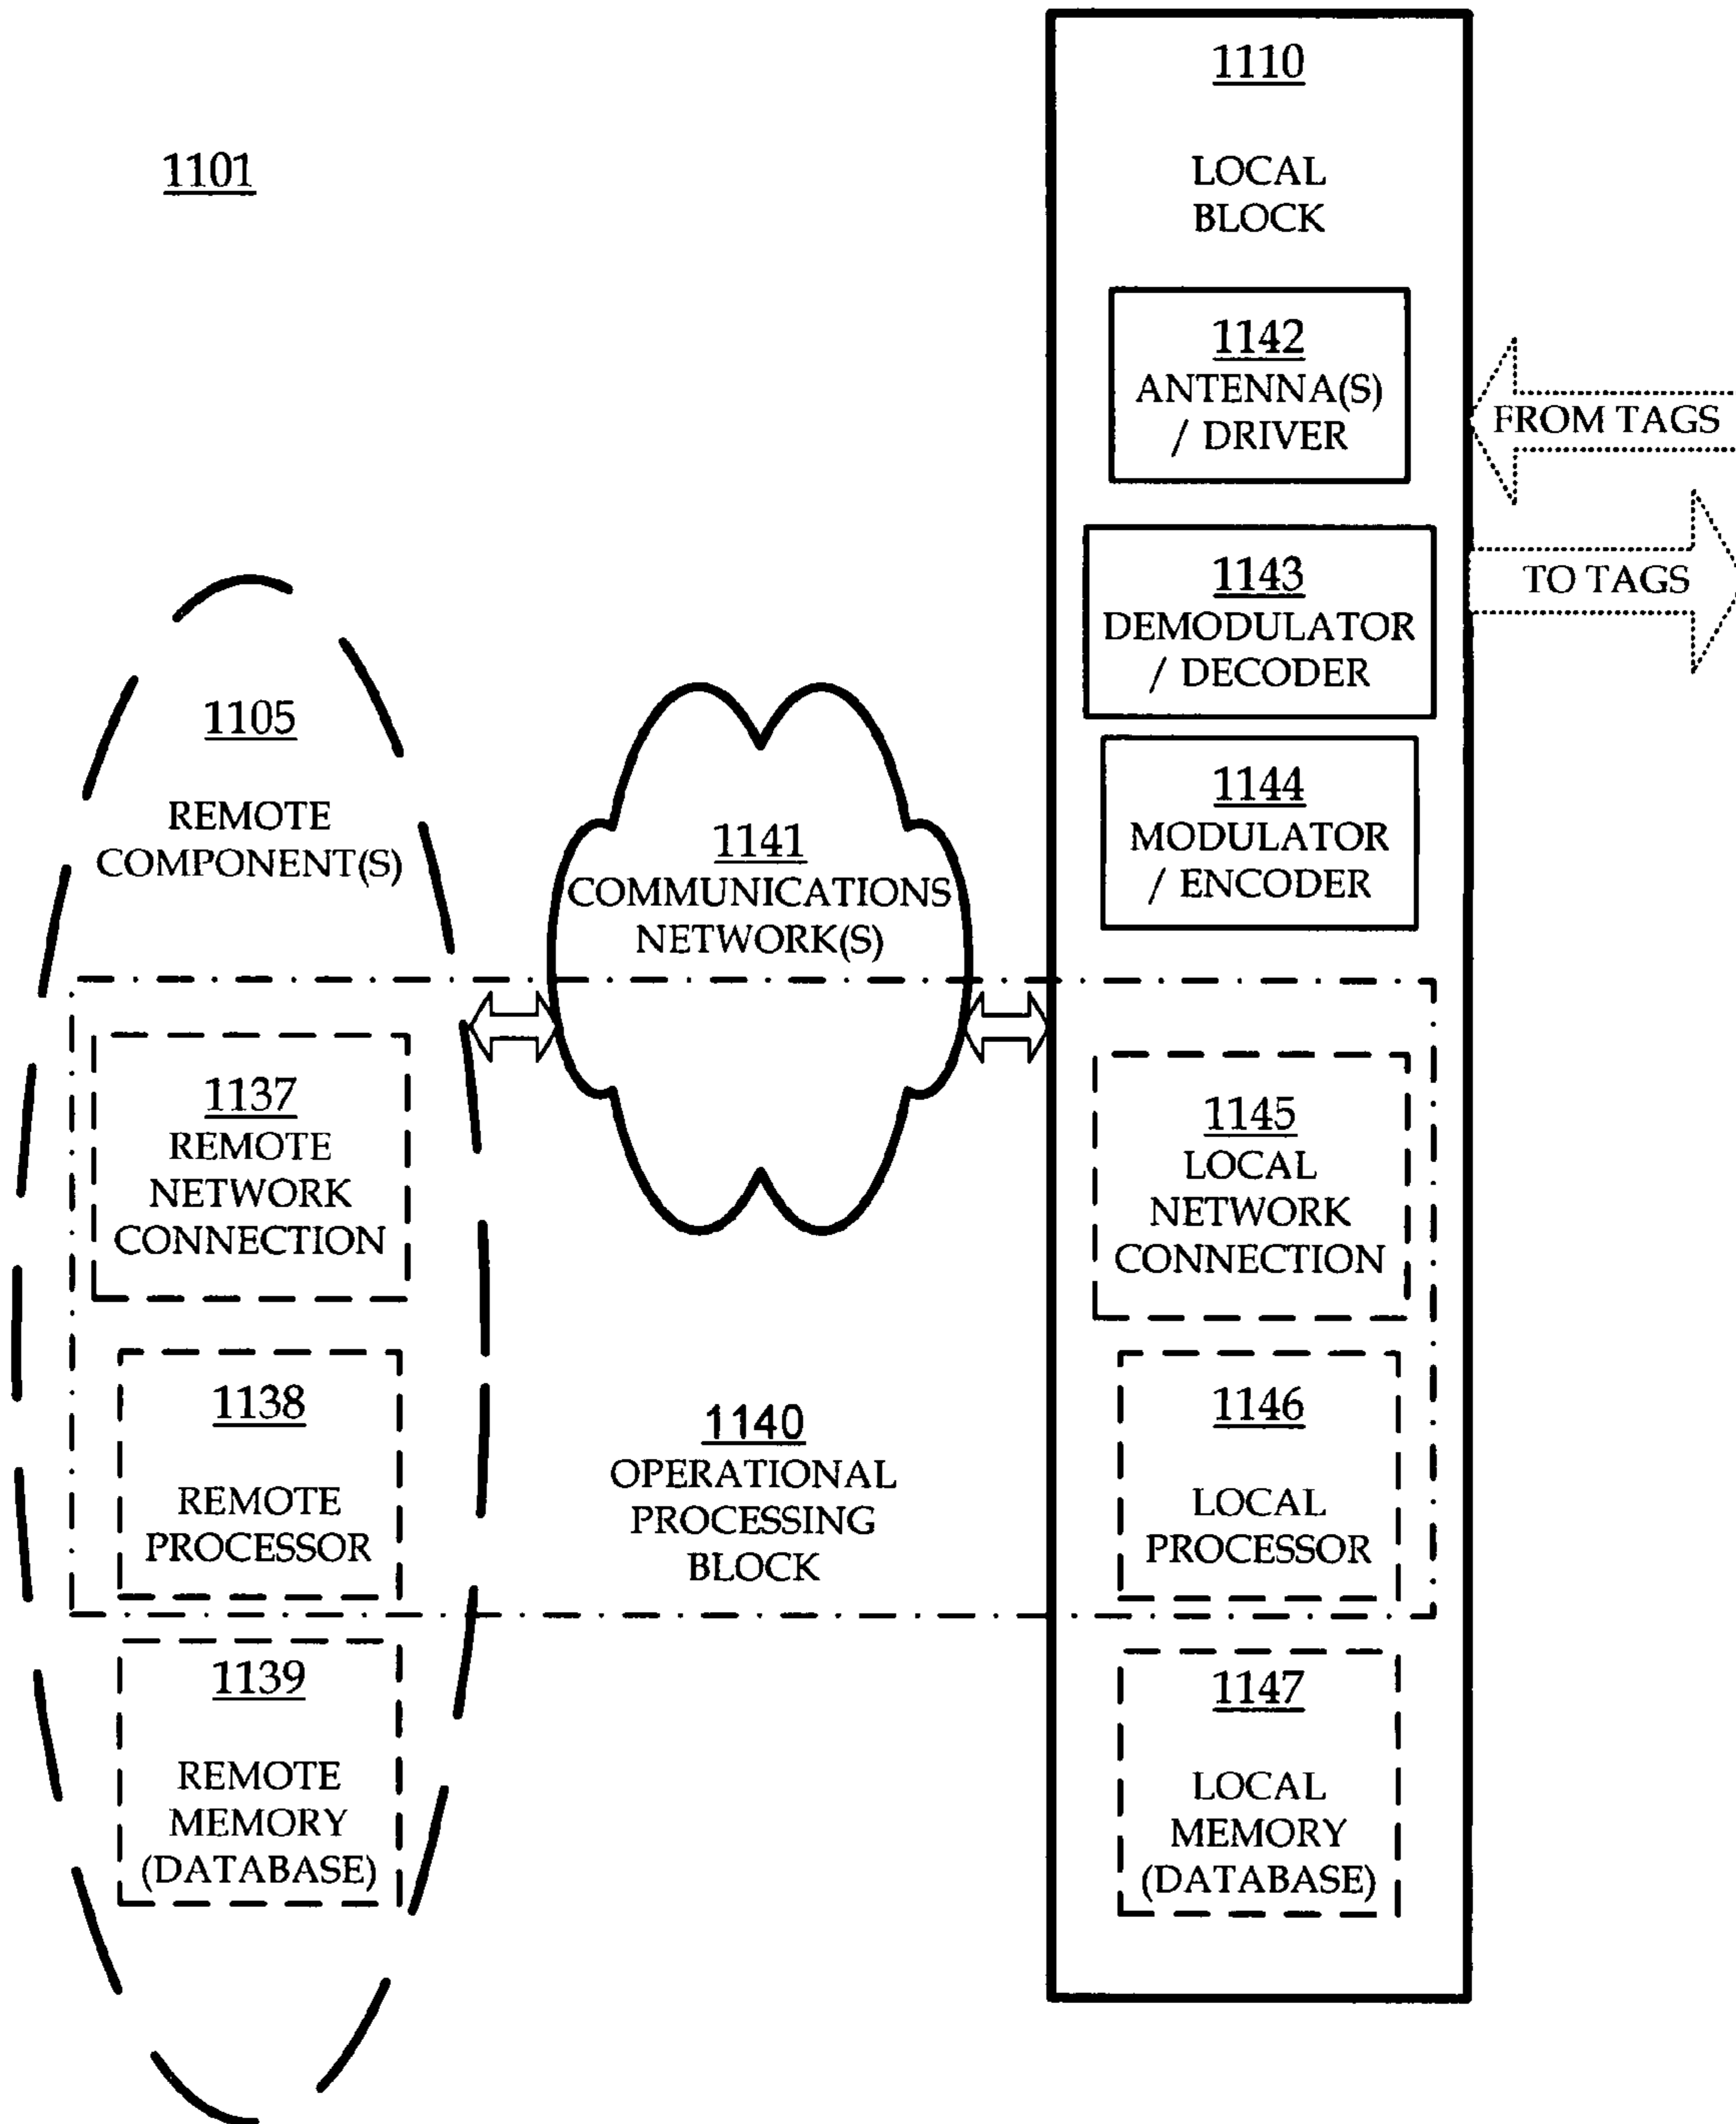 1101
1110
LOCAL
BLOCK
1142
ANTENNA(S)
/ DRIVER
FROM TAGS
1143
DEMODULATOR
/ DECODER
TO TAGS
1144
MODULATOR
/ ENCODER
1105
REMOTE
COMPONENT(S)
1141
COMMUNICATIONS
NETWORK(S)
1137
REMOTE
NETWORK
CONNECTION
1145
LOCAL
NETWORK
CONNECTION
1138
REMOTE
PROCESSOR
1140
OPERATIONAL
PROCESSING
BLOCK
1146
LOCAL
PROCESSOR
1139
REMOTE
MEMORY
(DATABASE)
1147
LOCAL
MEMORY
(DATABASE)